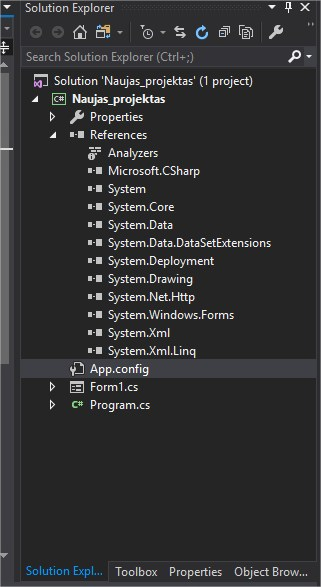 Solution Explorer
Search Solution Explorer (Ctrl+;)
Solution 'Naujas_projektas' (1 project)
C# Naujas_projektas
Properties
References
Analyzers
Microsoft.CSharp
System
System.Core
System.Data
System.Data.DataSetExtensions
System.Deployment
System.Drawing
System.Net.Http
System.Windows.Forms
System.Xml
System.Xml.Linq
App.config
Form1.cs
C# Program.cs
Solution Expl... Toolbox Properties Object Brow...